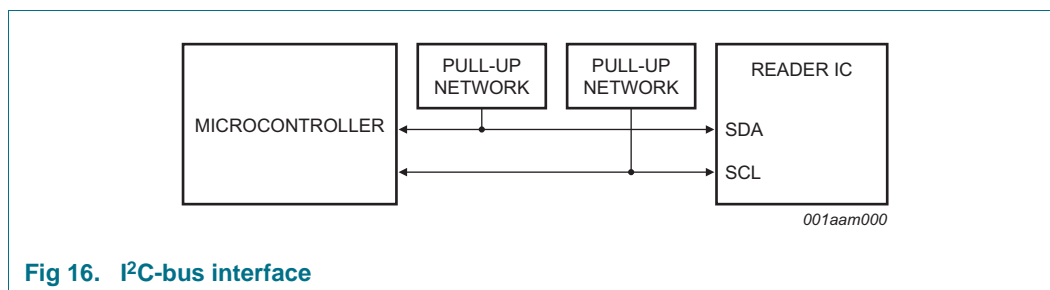 PULL-UP
NETWORK
PULL-UP
NETWORK
READER IC
MICROCONTROLLER
SDA
SCL
001aam000
Fig 16. I²C-bus interface